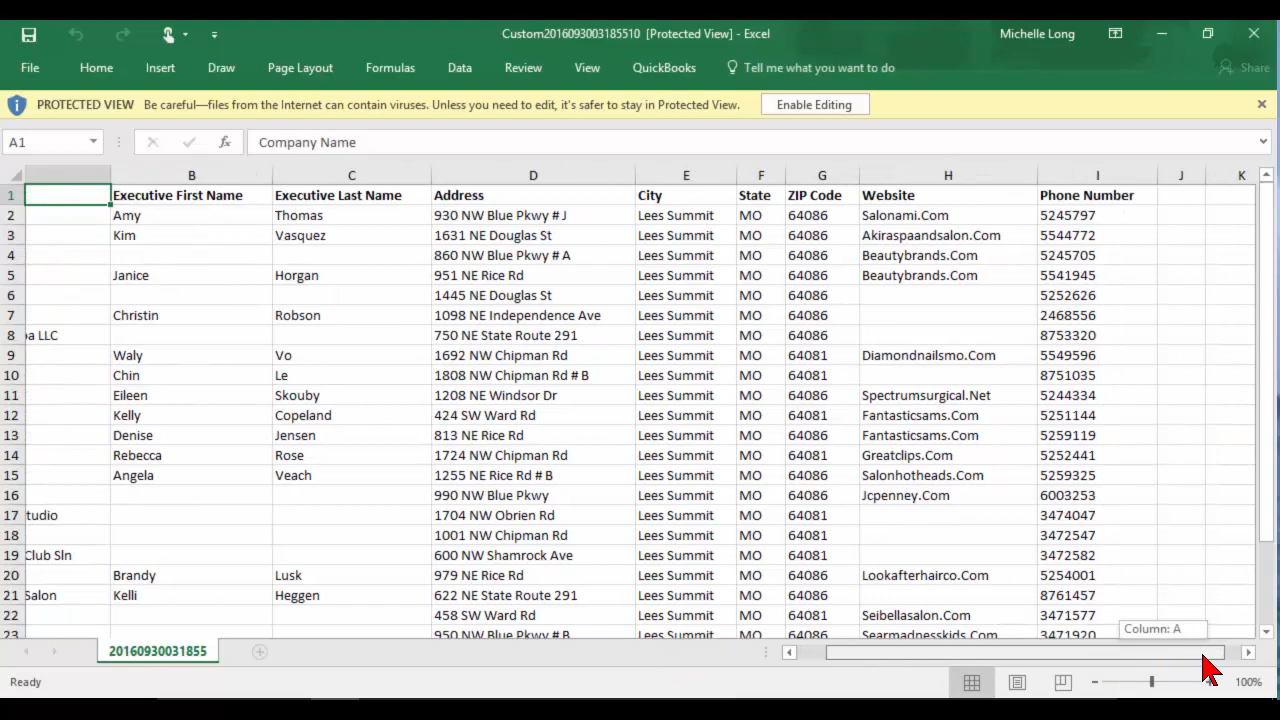 Custom2016093003185510 [Protected View] - Excel
Michelle Long
File Home Insert Draw Page Layout Formulas Data Review View QuickBooks Tell me what you want to do Share
PROTECTED VIEW Be careful—files from the Internet can contain viruses. Unless you need to edit, it's safer to stay in Protected View. Enable Editing
A1 fx Company Name
B C D E F G H I J K
1 Executive First Name Executive Last Name Address City State ZIP Code Website Phone Number
2 Amy Thomas 930 NW Blue Pkwy # J Lees Summit MO 64086 Salonami.Com 5245797
3 Kim Vasquez 1631 NE Douglas St Lees Summit MO 64086 Akiraspaandsalon.Com 5544772
4 860 NW Blue Pkwy # A Lees Summit MO 64086 Beautybrands.Com 5245705
5 Janice Horgan 951 NE Rice Rd Lees Summit MO 64086 Beautybrands.Com 5541945
6 1445 NE Douglas St Lees Summit MO 64086 5252626
7 Christin Robson 1098 NE Independence Ave Lees Summit MO 64086 2468556
8 pa LLC 750 NE State Route 291 Lees Summit MO 64086 8753320
9 Waly Vo 1692 NW Chipman Rd Lees Summit MO 64081 Diamondnailsmo.Com 5549596
10 Chin Le 1808 NW Chipman Rd # B Lees Summit MO 64081 8751035
11 Eileen Skouby 1208 NE Windsor Dr Lees Summit MO 64086 Spectrumsurgical.Net 5244334
12 Kelly Copeland 424 SW Ward Rd Lees Summit MO 64081 Fantasticsams.Com 5251144
13 Denise Jensen 813 NE Rice Rd Lees Summit MO 64086 Fantasticsams.Com 5259119
14 Rebecca Rose 1724 NW Chipman Rd Lees Summit MO 64081 Greatclips.Com 5252441
15 Angela Veach 1255 NE Rice Rd # B Lees Summit MO 64086 Salonhotheads.Com 5259325
16 990 NW Blue Pkwy Lees Summit MO 64086 Jcpenney.Com 6003253
17 tudio 1704 NW Obrien Rd Lees Summit MO 64081 3474047
18 1001 NW Chipman Rd Lees Summit MO 64081 3472547
19 Club Sln 600 NW Shamrock Ave Lees Summit MO 64081 3472582
20 Brandy Lusk 979 NE Rice Rd Lees Summit MO 64086 Lookafterhairco.Com 5254001
21 Salon Kelli Heggen 622 NE State Route 291 Lees Summit MO 64086 8761457
22 458 SW Ward Rd Lees Summit MO 64081 Seibellasalon.Com 3471577
23 950 NW Blue Pkwy # B Lees Summit MO 64086 Searmadnesskids.Com 3471920
Column: A
20160930031855
Ready 100%